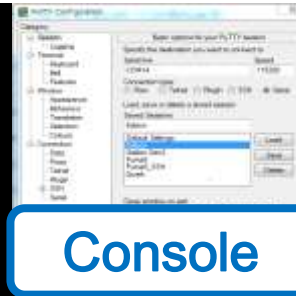 PuTTY Configuration
Category:
Session
Logging
Terminal
Keyboard
Bell
Features
Window
Appearance
Behaviour
Translation
Selection
Colours
Connection
Data
Proxy
Telnet
Rlogin
SSH
Serial
Basic options for your PuTTY session
Specify the destination you want to connect to
Serial line
Speed
115200
Connection type:
Raw Telnet Rlogin SSH Serial
Load, save or delete a stored session
Saved Sessions
Default Settings
Load
Save
Delete
Close window on exit
Console